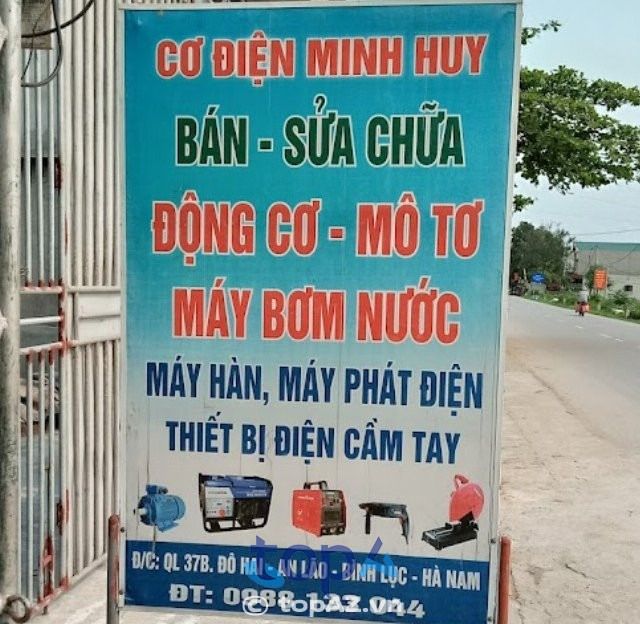 CƠ ĐIỆN MINH HUY
BÁN - SỬA CHỮA
ĐỘNG CƠ - MÔ TƠ
MÁY BƠM NƯỚC
MÁY HÀN, MÁY PHÁT ĐIỆN
THIẾT BỊ ĐIỆN CẦM TAY
Đ/C: QL 37B. ĐÔ HAI - AN LÃO - BÌNH LỤC - HÀ NAM
ĐT: 0988
topAZ.vn